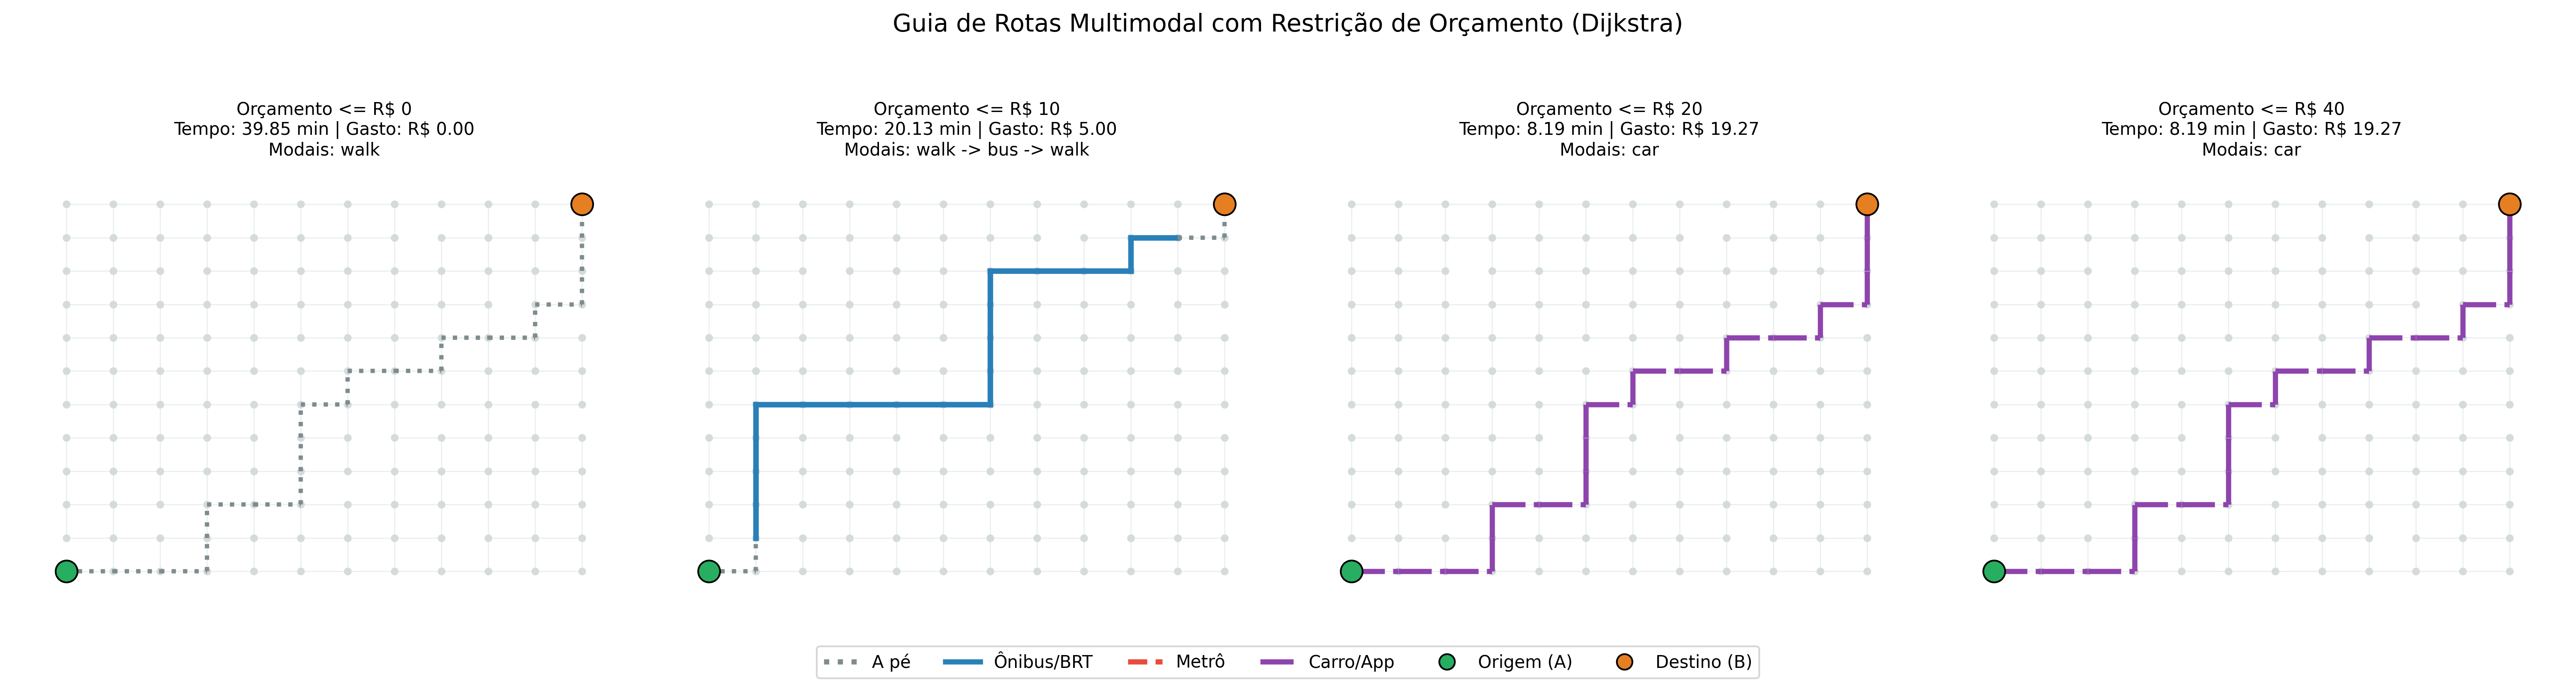 Guia de Rotas Multimodal com Restrição de Orçamento (Dijkstra)
Orçamento <= R$ 0
Tempo: 39.85 min | Gasto: R$ 0.00
Modais: walk
Orçamento <= R$ 10
Tempo: 20.13 min | Gasto: R$ 5.00
Modais: walk -> bus -> walk
Orçamento <= R$ 20
Tempo: 8.19 min | Gasto: R$ 19.27
Modais: car
Orçamento <= R$ 40
Tempo: 8.19 min | Gasto: R$ 19.27
Modais: car
A pé
Ônibus/BRT
Metrô
Carro/App
Origem (A)
Destino (B)